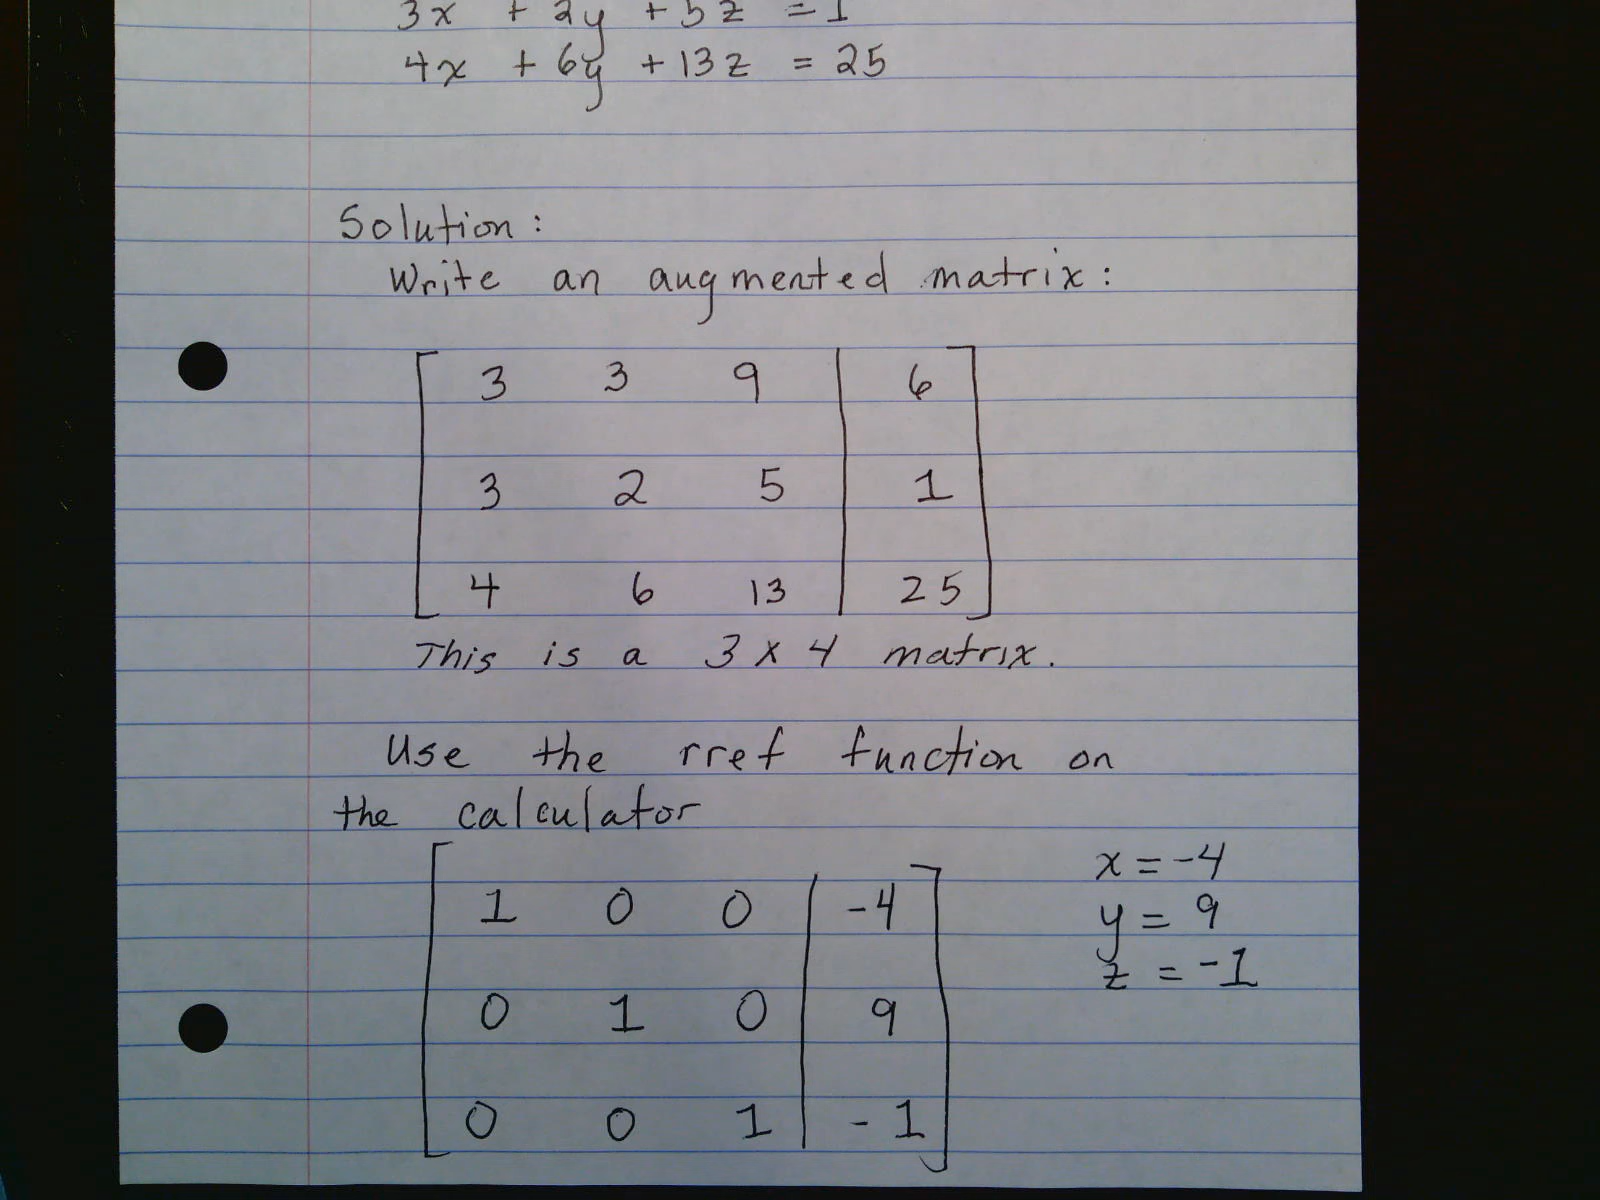 3x + 2y + 5z = 1
4x + 6y + 13z = 25
Solution:
Write an augmented matrix:
3 3 9 | 6
3 2 5 | 1
4 6 13 | 25
This is a 3 x 4 matrix.
Use the rref function on
the calculator
1 0 0 | -4
0 1 0 | 9
0 0 1 | -1
x = -4
y = 9
z = -1